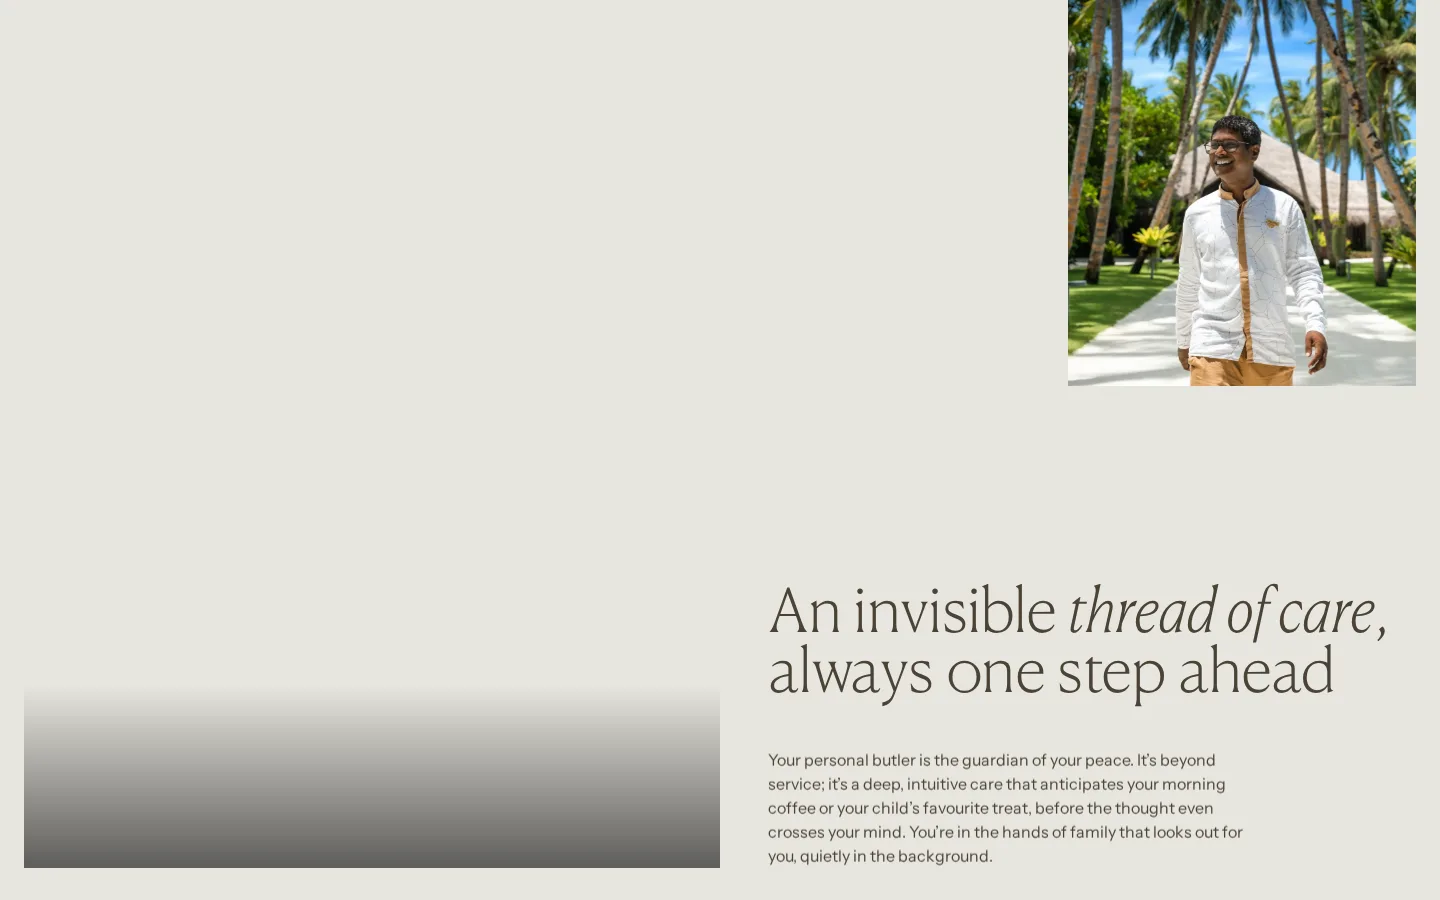 An invisible thread of care,
always one step ahead
Your personal butler is the guardian of your peace. It’s beyond
service; it’s a deep, intuitive care that anticipates your morning
coffee or your child’s favourite treat, before the thought even
crosses your mind. You’re in the hands of family that looks out for
you, quietly in the background.